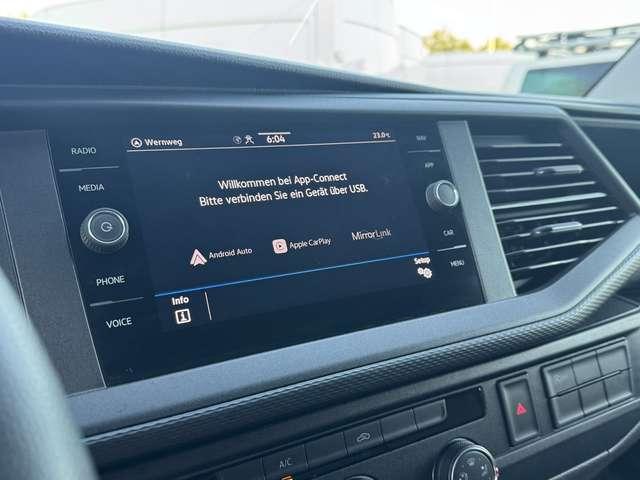 RADIO
MEDIA
PHONE
VOICE
Wernweg
6:04
23.0°C
Willkommen bei App-Connect
Bitte verbinden Sie ein Gerät über USB.
Android Auto
Apple CarPlay
MirrorLink
Info
Setup
NAV
APP
CAR
MENU
A/C